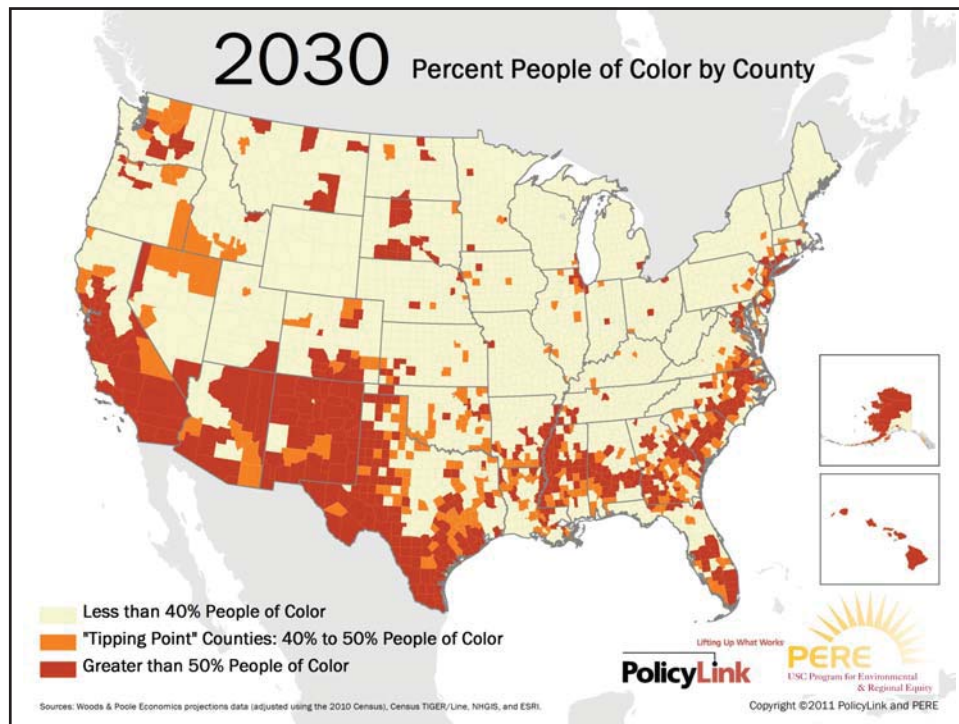 2030 Percent People of Color by County
Less than 40% People of Color
"Tipping Point" Counties: 40% to 50% People of Color
Greater than 50% People of Color
Lifting Up What Works
PolicyLink
PERE
USC Program for Environmental
& Regional Equity
Sources: Woods & Poole Economics projections data (adjusted using the 2010 Census), Census TIGER/Line, NHGIS, and ESRI.
Copyright ©2011 PolicyLink and PERE